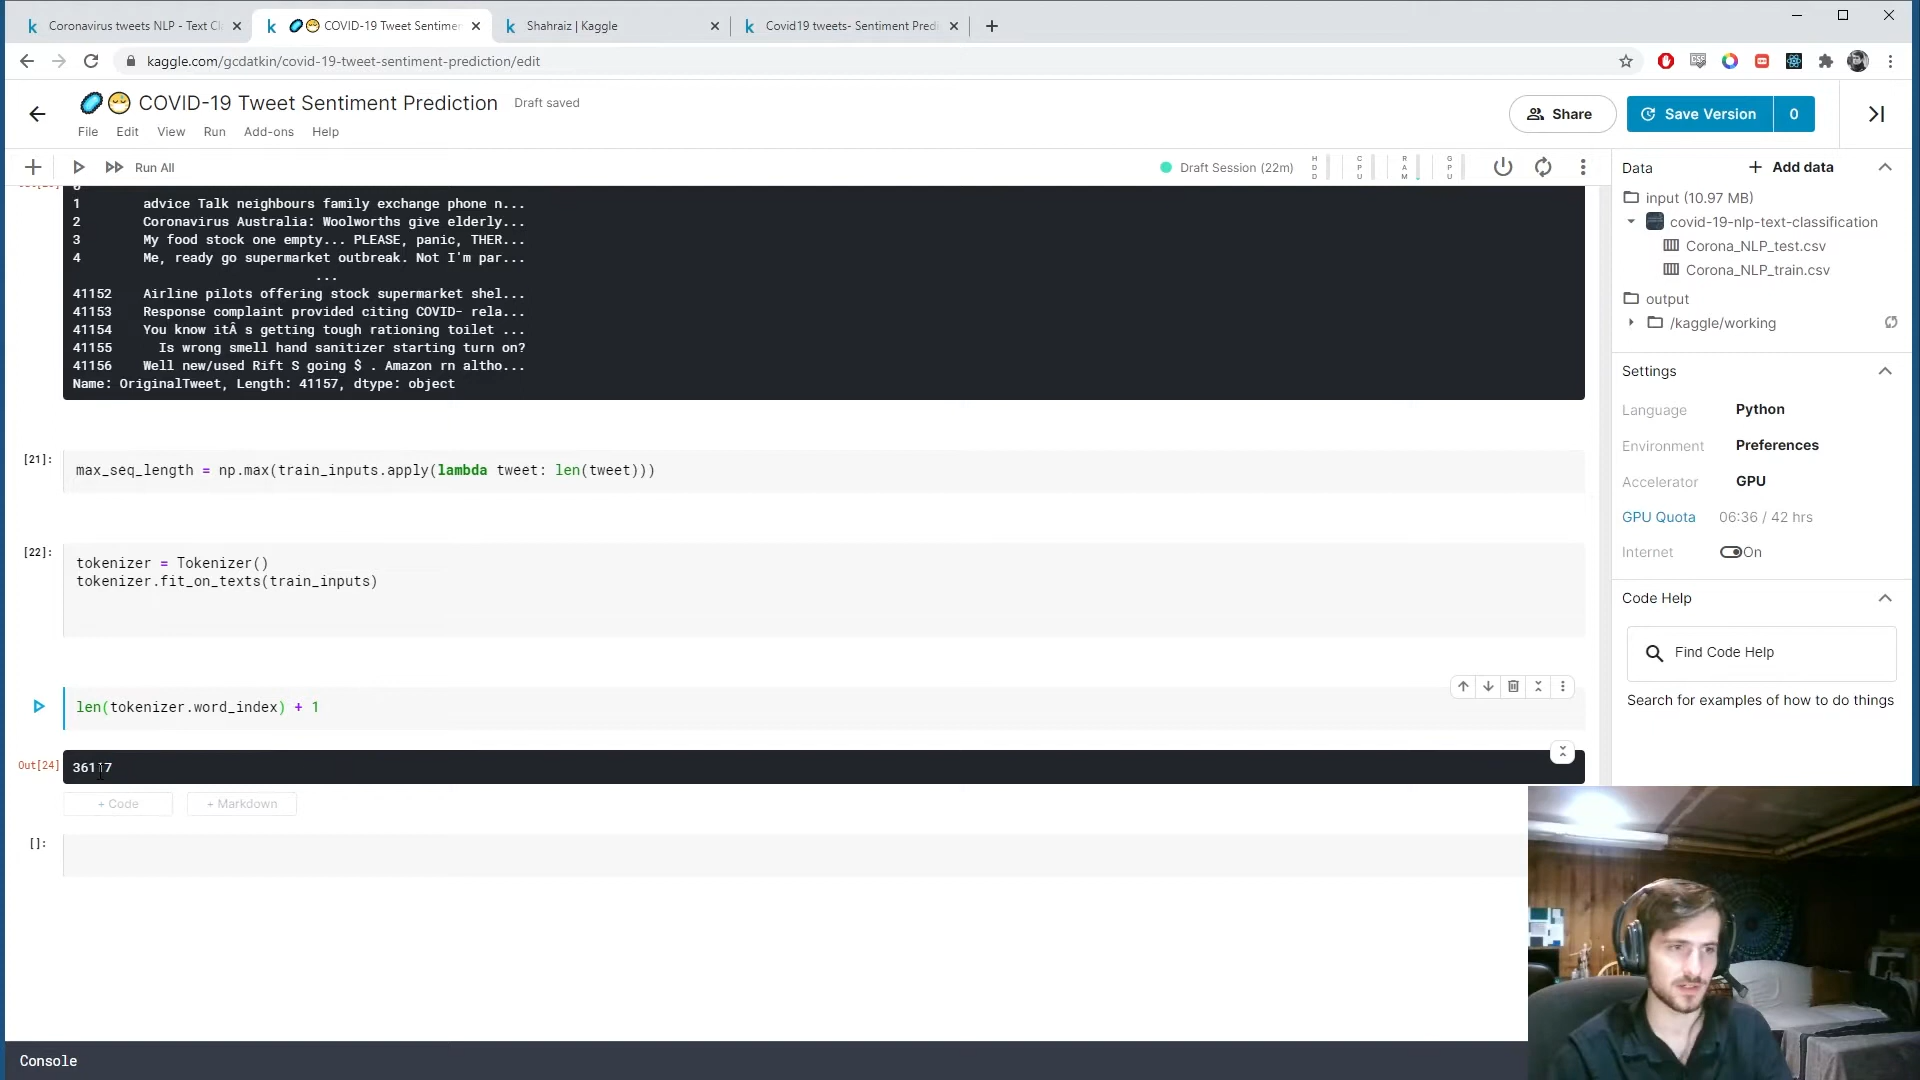 Coronavirus tweets NLP - Text Cl
COVID-19 Tweet Sentimen
Shahraiz | Kaggle
Covid19 tweets- Sentiment Pred
kaggle.com/gcdatkin/covid-19-tweet-sentiment-prediction/edit
COVID-19 Tweet Sentiment Prediction
Draft saved
File Edit View Run Add-ons Help
Share
Save Version
0
Run All
Draft Session (22m)
HDD
CPU
RAM
GPU
1 advice Talk neighbours family exchange phone n...
2 Coronavirus Australia: Woolworths give elderly...
3 My food stock one empty... PLEASE, panic, THER...
4 Me, ready go supermarket outbreak. Not I'm par...
...
41152 Airline pilots offering stock supermarket shel...
41153 Response complaint provided citing COVID- rela...
41154 You know itÂ s getting tough rationing toilet ...
41155 Is wrong smell hand sanitizer starting turn on?
41156 Well new/used Rift S going $ . Amazon rn altho...
Name: OriginalTweet, Length: 41157, dtype: object
[21]:
max_seq_length = np.max(train_inputs.apply(lambda tweet: len(tweet)))
[22]:
tokenizer = Tokenizer()
tokenizer.fit_on_texts(train_inputs)
len(tokenizer.word_index) + 1
Out[24]
+ Code
+ Markdown
[]:
Console
Data
Add data
input (10.97 MB)
covid-19-nlp-text-classification
Corona_NLP_test.csv
Corona_NLP_train.csv
output
/kaggle/working
Settings
Language Python
Environment Preferences
Accelerator GPU
GPU Quota 06:36 / 42 hrs
Internet On
Code Help
Find Code Help
Search for examples of how to do things